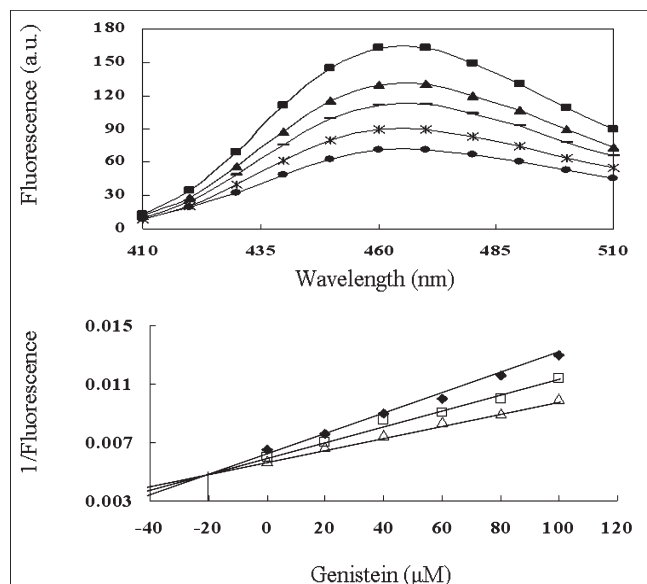 Fluorescence (a.u.)
180
150
120
90
60
30
0
410 435 460 485 510
Wavelength (nm)
1/Fluorescence
0.015
0.011
0.007
0.003
-40 -20 0 20 40 60 80 100 120
Genistein (µM)